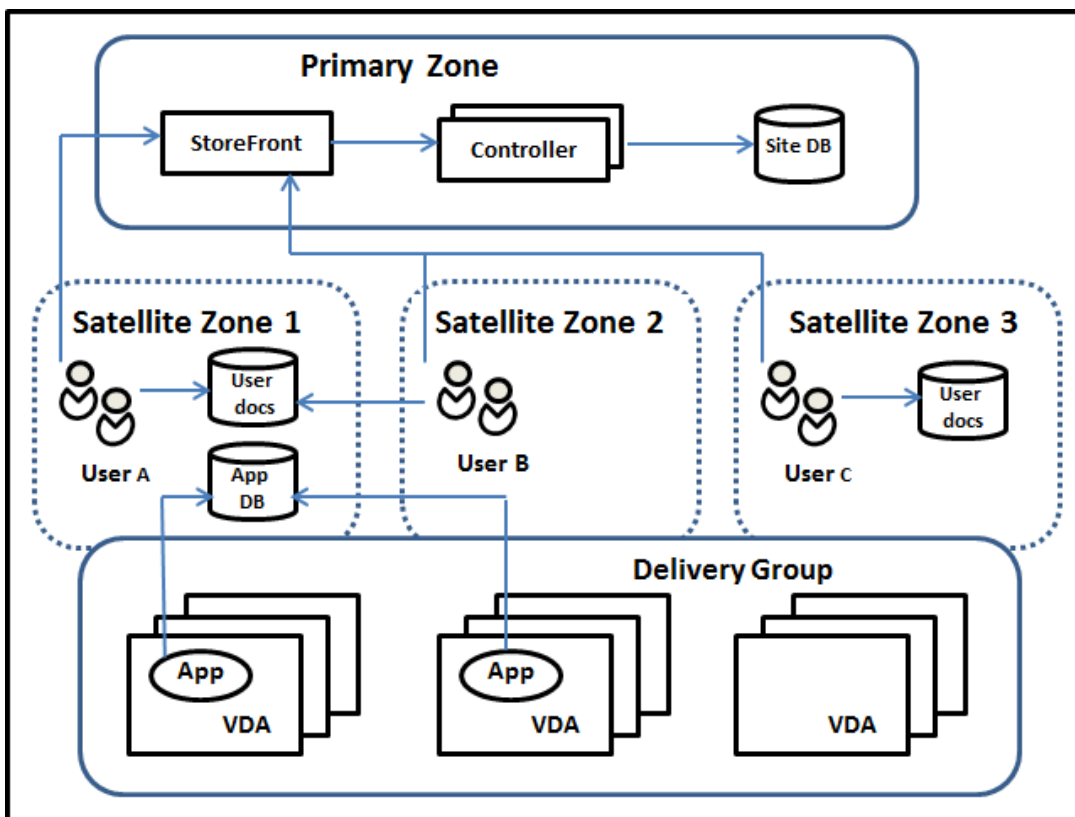 Primary Zone
StoreFront
Controller
Site DB
Satellite Zone 1
User
docs
User A
App
DB
Satellite Zone 2
User B
Satellite Zone 3
User
docs
User C
Delivery Group
App
VDA
App
VDA
VDA